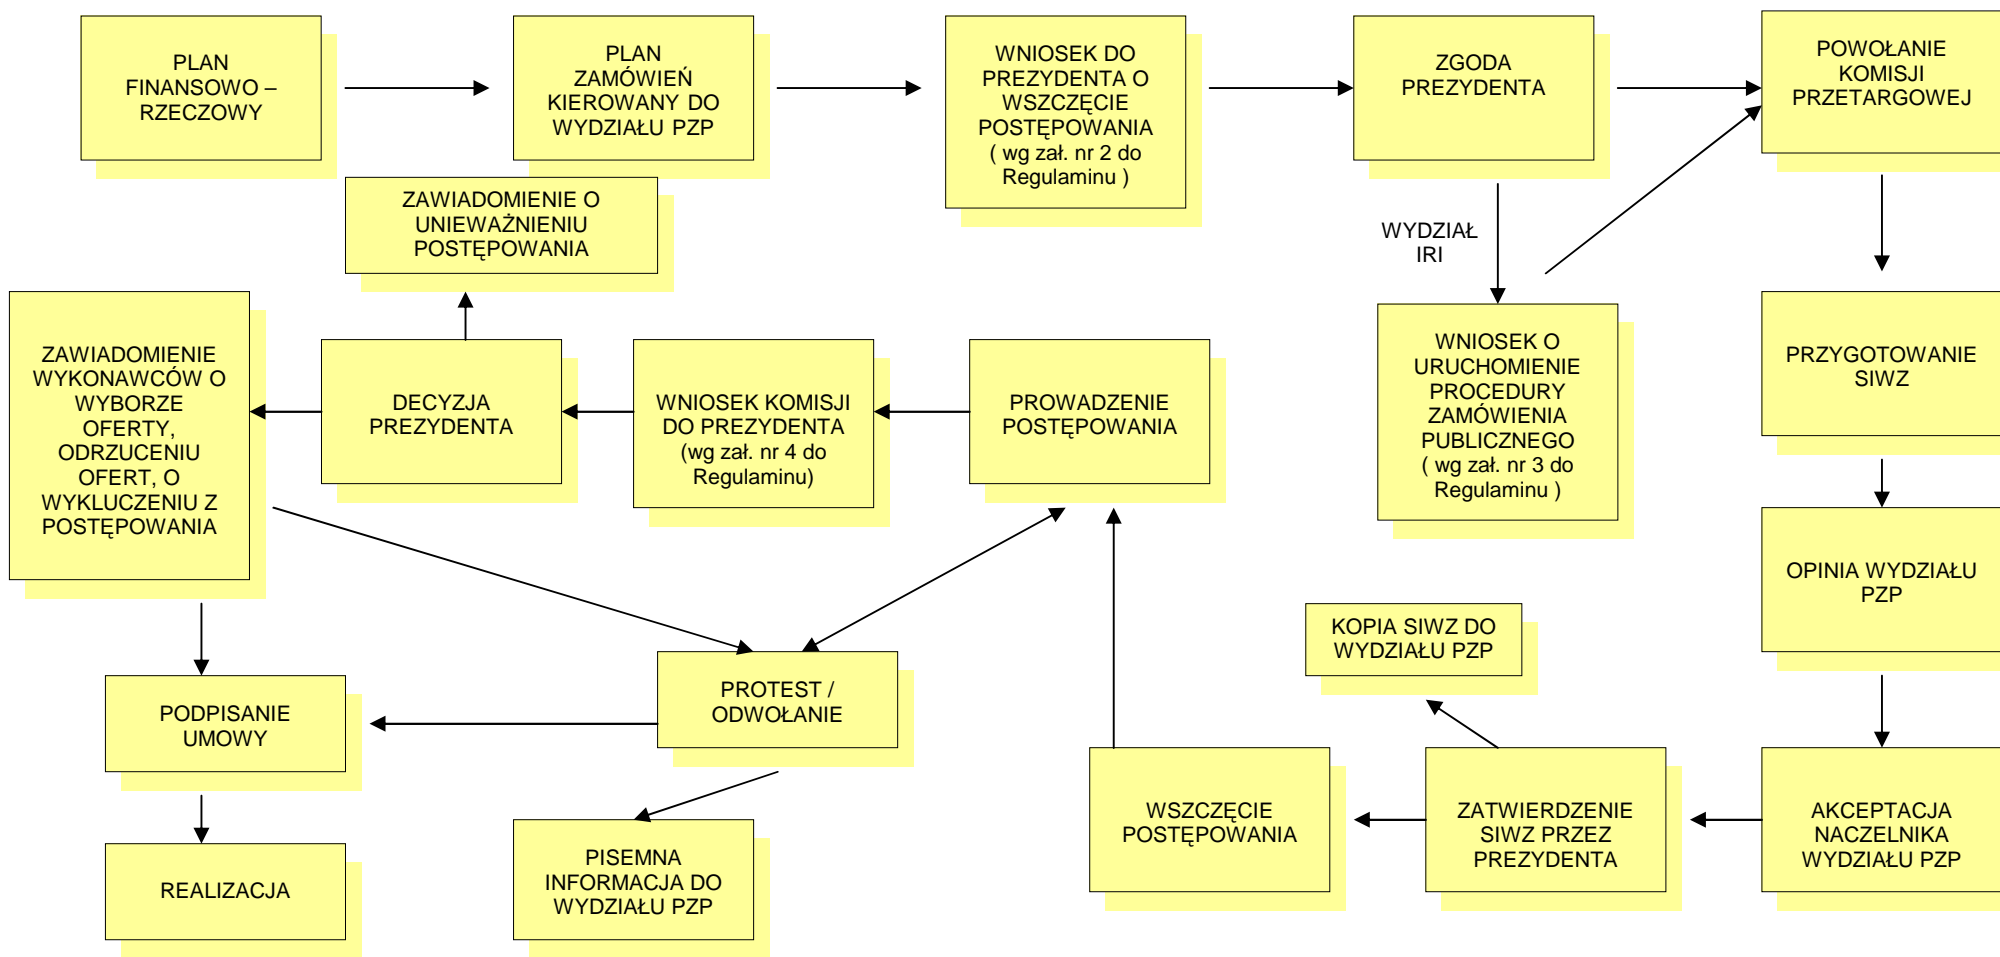 PLAN
FINANSOWO –
RZECZOWY
PLAN
ZAMÓWIEŃ
KIEROWANY DO
WYDZIAŁU PZP
WNIOSEK DO
PREZYDENTA O
WSZCZĘCIE
POSTĘPOWANIA
( wg zał. nr 2 do
Regulaminu )
ZGODA
PREZYDENTA
POWOŁANIE
KOMISJI
PRZETARGOWEJ
ZAWIADOMIENIE O
UNIEWAŻNIENIU
POSTĘPOWANIA
WYDZIAŁ
IRI
ZAWIADOMIENIE
WYKONAWCÓW O
WYBORZE
OFERTY,
ODRZUCENIU
OFERT, O
WYKLUCZENIU Z
POSTĘPOWANIA
DECYZJA
PREZYDENTA
WNIOSEK KOMISJI
DO PREZYDENTA
(wg zał. nr 4 do
Regulaminu)
PROWADZENIE
POSTĘPOWANIA
WNIOSEK O
URUCHOMIENIE
PROCEDURY
ZAMÓWIENIA
PUBLICZNEGO
( wg zał. nr 3 do
Regulaminu )
PRZYGOTOWANIE
SIWZ
OPINIA WYDZIAŁU
PZP
KOPIA SIWZ DO
WYDZIAŁU PZP
PODPISANIE
UMOWY
PROTEST /
ODWOŁANIE
WSZCZĘCIE
POSTĘPOWANIA
ZATWIERDZENIE
SIWZ PRZEZ
PREZYDENTA
AKCEPTACJA
NACZELNIKA
WYDZIAŁU PZP
REALIZACJA
PISEMNA
INFORMACJA DO
WYDZIAŁU PZP